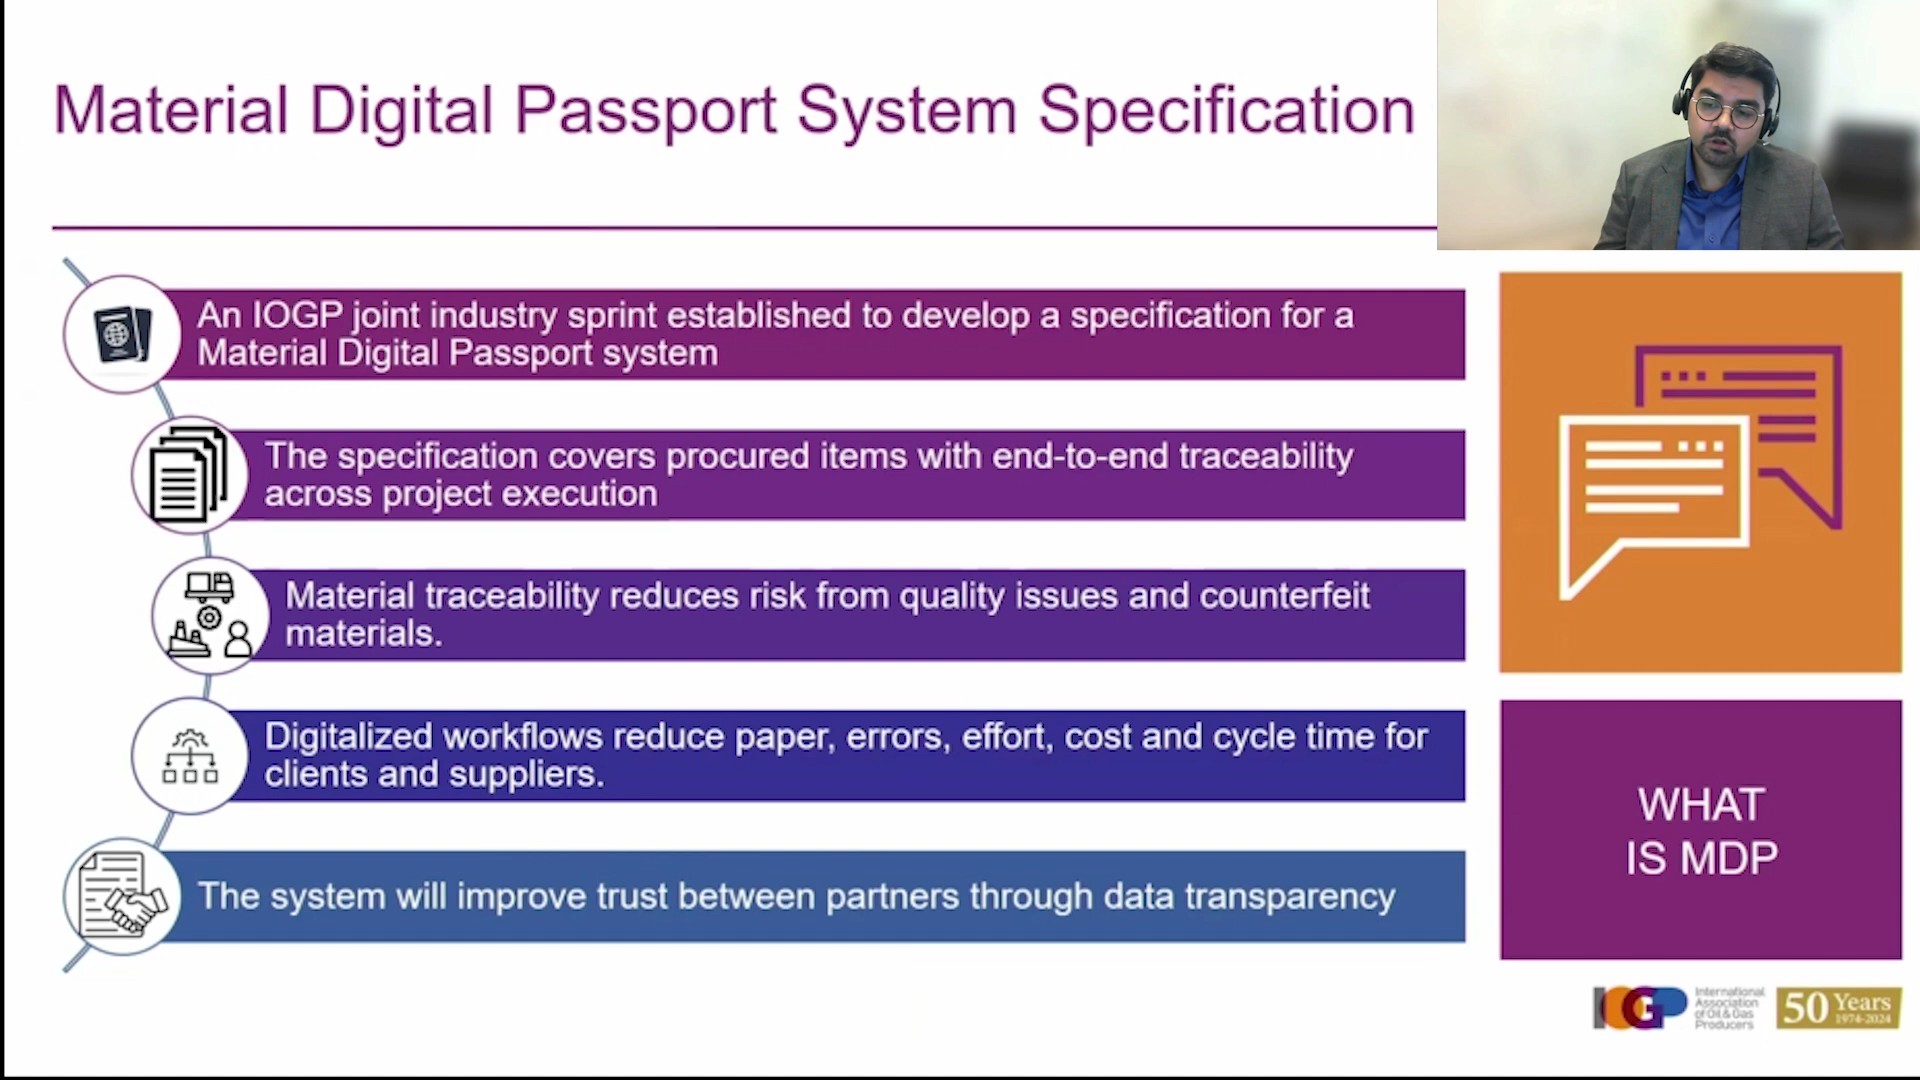 Material Digital Passport System Specification
An IOGP joint industry sprint established to develop a specification for a
Material Digital Passport system
The specification covers procured items with end-to-end traceability
across project execution
Material traceability reduces risk from quality issues and counterfeit
materials.
Digitalized workflows reduce paper, errors, effort, cost and cycle time for
clients and suppliers.
The system will improve trust between partners through data transparency
WHAT
IS MDP
IOGP
International
Association
of Oil & Gas
Producers
50 Years
1974-2024